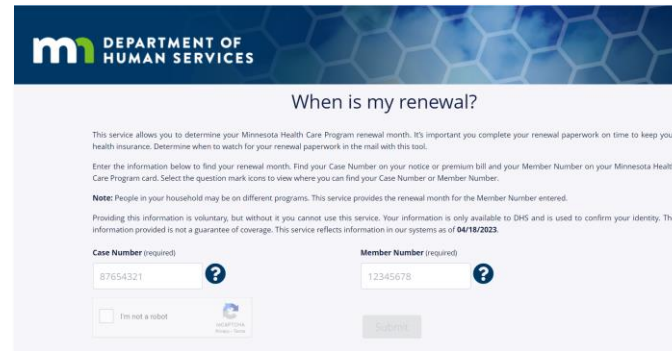 DEPARTMENT OF
HUMAN SERVICES
When is my renewal?
This service allows you to determine your Minnesota Health Care Program renewal month. It's important you complete your renewal paperwork on time to keep you
health insurance. Determine when to watch for your renewal paperwork in the mail with this tool.
Enter the information below to find your renewal month. Find your Case Number on your notice or premium bill and your Member Number on your Minnesota Healt
Care Program card. Select the question mark icons to view where you can find your Case Number or Member Number.
Note: People in your household may be on different programs. This service provides the renewal month for the Member Number entered.
Providing this information is voluntary, but without it you cannot use this service. Your information is only available to DHS and is used to confirm your identity. Th
information provided is not a guarantee of coverage. This service reflects information in our systems as of 04/18/2023.
Case Number (required) Member Number (required)
87654321 ? 12345678 ?
I'm not a robot
reCAPTCHA
Privacy - Terms
Submit